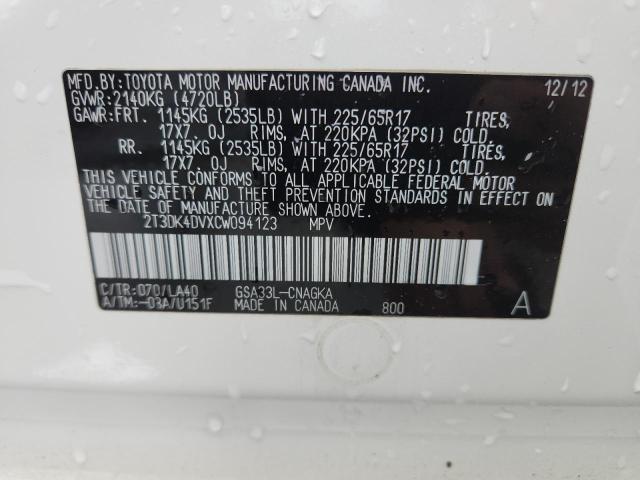 MFD.BY:TOYOTA MOTOR MANUFACTURING CANADA INC. 12/12
GVWR:2140KG (4720LB)
GAWR:FRT. 1145KG (2535LB) WITH 225/65R17 TIRES,
17X7.0J RIMS, AT 220KPA (32PSI) COLD.
RR. 1145KG (2535LB) WITH 225/65R17 TIRES,
17X7.0J RIMS, AT 220KPA (32PSI) COLD.
THIS VEHICLE CONFORMS TO ALL APPLICABLE FEDERAL MOTOR
VEHICLE SAFETY AND THEFT PREVENTION STANDARDS IN EFFECT ON
THE DATE OF MANUFACTURE SHOWN ABOVE.
2T3DK4DVXCW094123 MPV
C/TR:070/LA40 GSA33L-CNAGKA
A/TM:-03A/U151F MADE IN CANADA 800 A